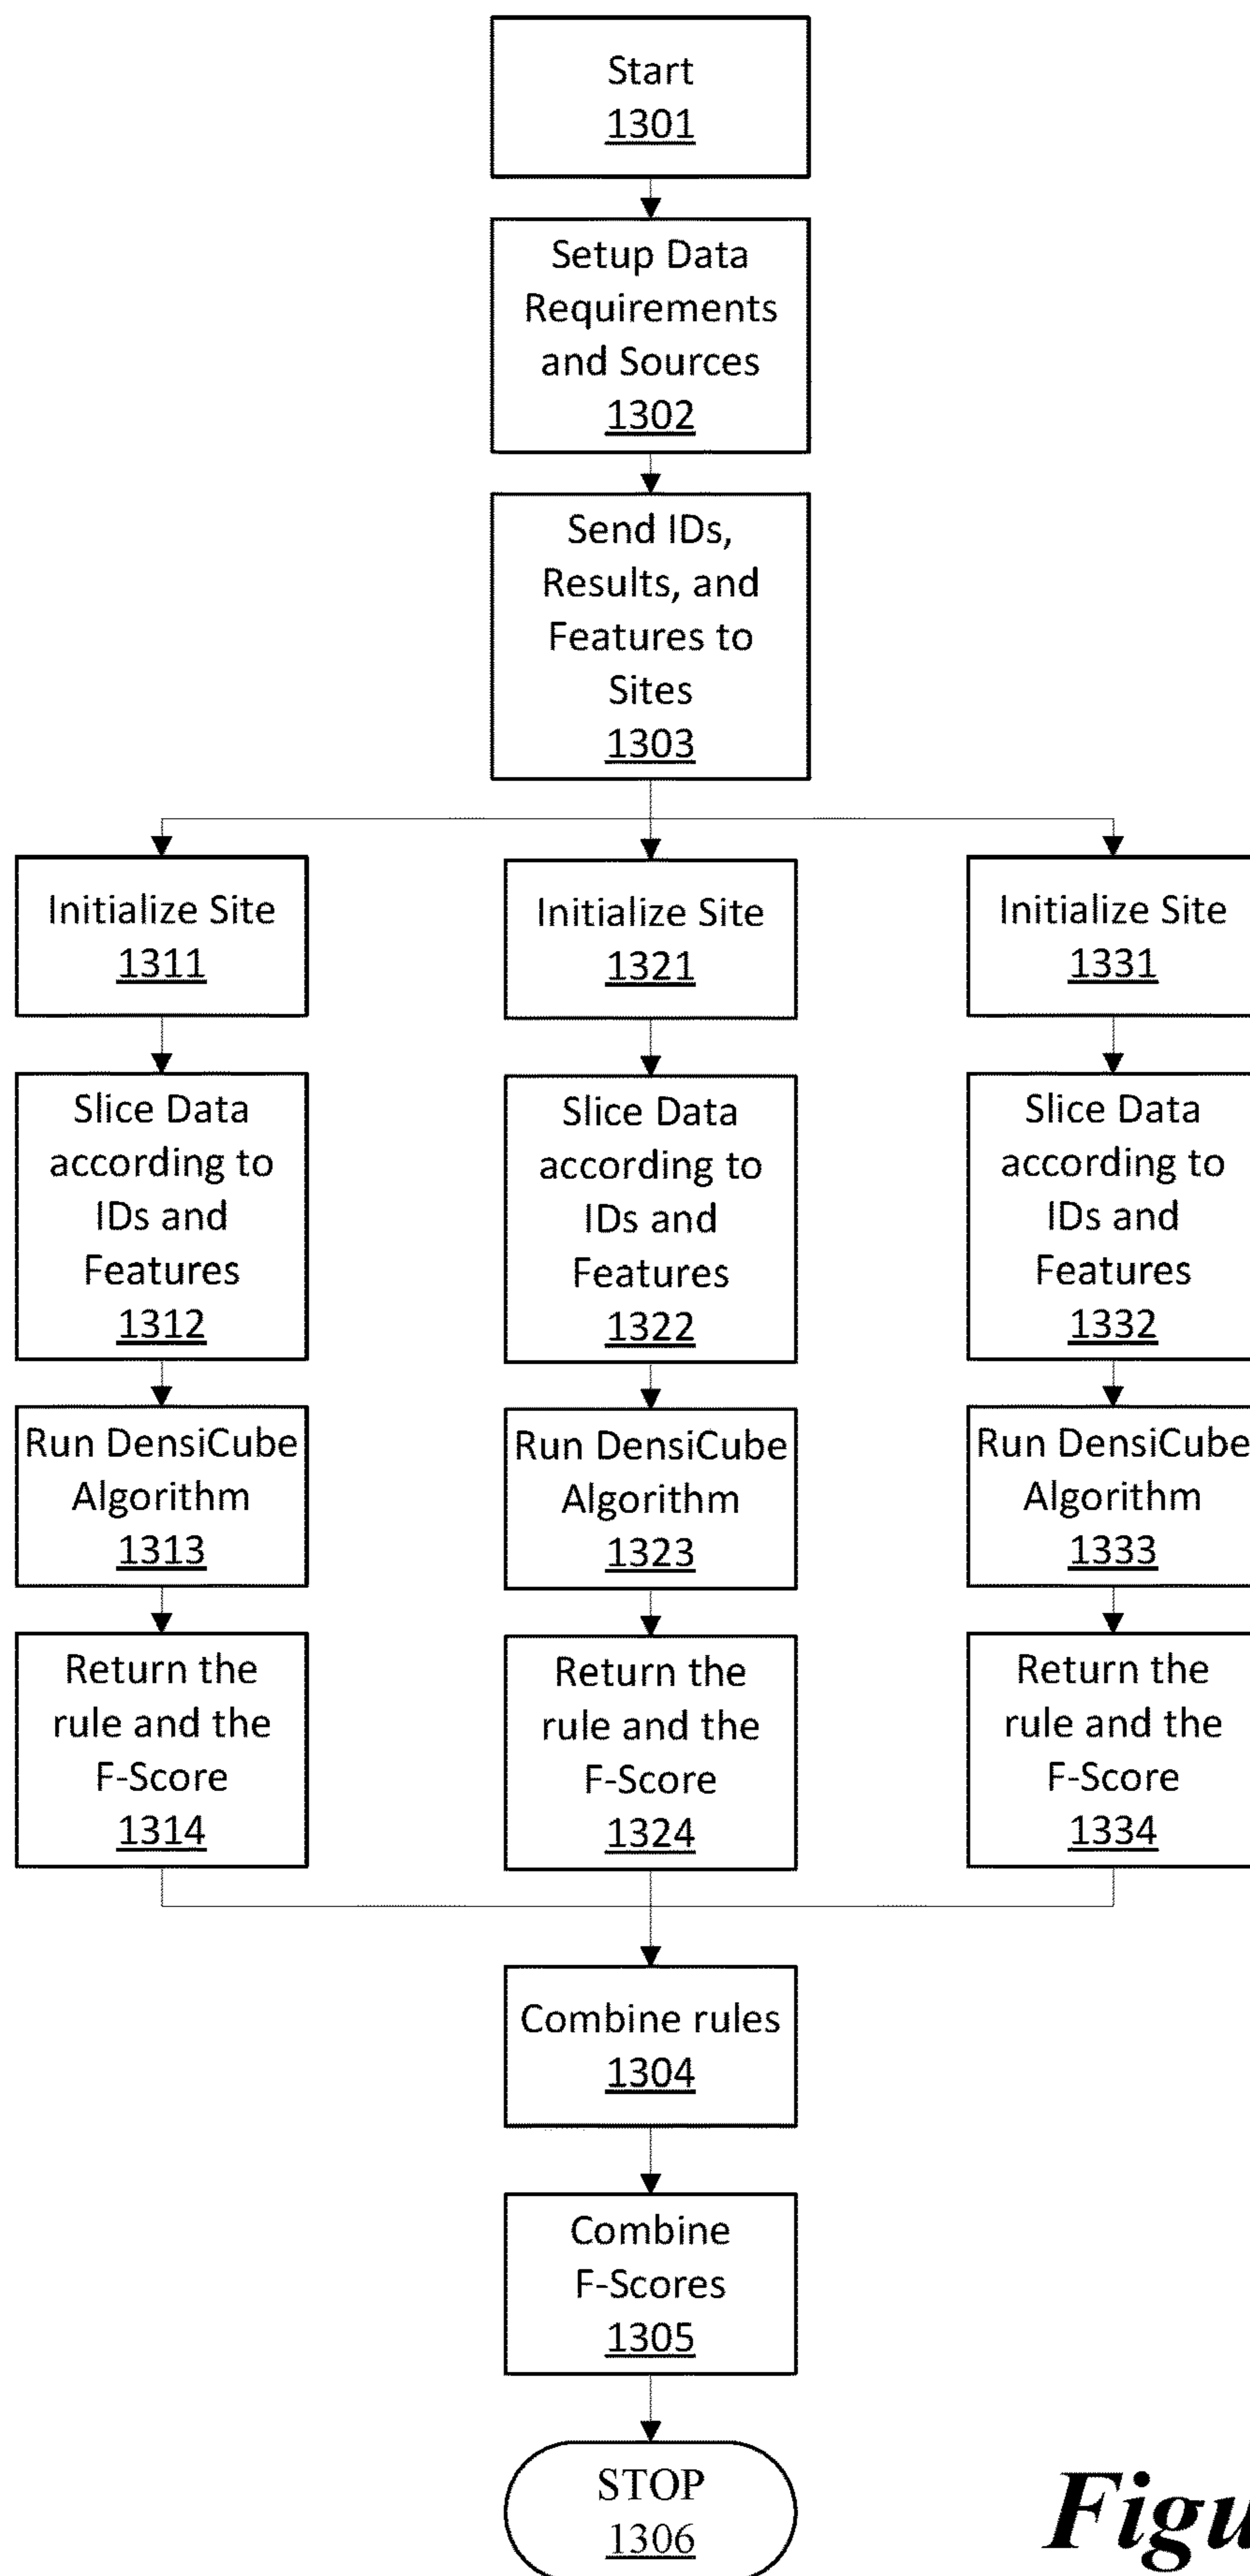 Start
1301
Setup Data
Requirements
and Sources
1302
Send IDs,
Results, and
Features to
Sites
1303
Initialize Site
1311
Slice Data
according to
IDs and
Features
1312
Run DensiCube
Algorithm
1313
Return the
rule and the
F-Score
1314
Initialize Site
1321
Slice Data
according to
IDs and
Features
1322
Run DensiCube
Algorithm
1323
Return the
rule and the
F-Score
1324
Initialize Site
1331
Slice Data
according to
IDs and
Features
1332
Run DensiCube
Algorithm
1333
Return the
rule and the
F-Score
1334
Combine rules
1304
Combine
F-Scores
1305
STOP
1306
Figu